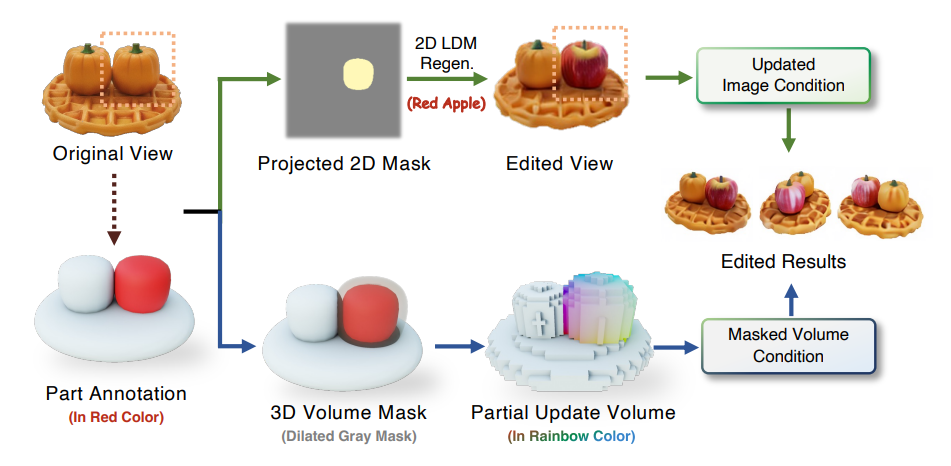 Original View
Projected 2D Mask
2D LDM
Regen.
(Red Apple)
Edited View
Updated
Image Condition
Edited Results
Part Annotation
(In Red Color)
3D Volume Mask
(Dilated Gray Mask)
Partial Update Volume
(In Rainbow Color)
Masked Volume
Condition